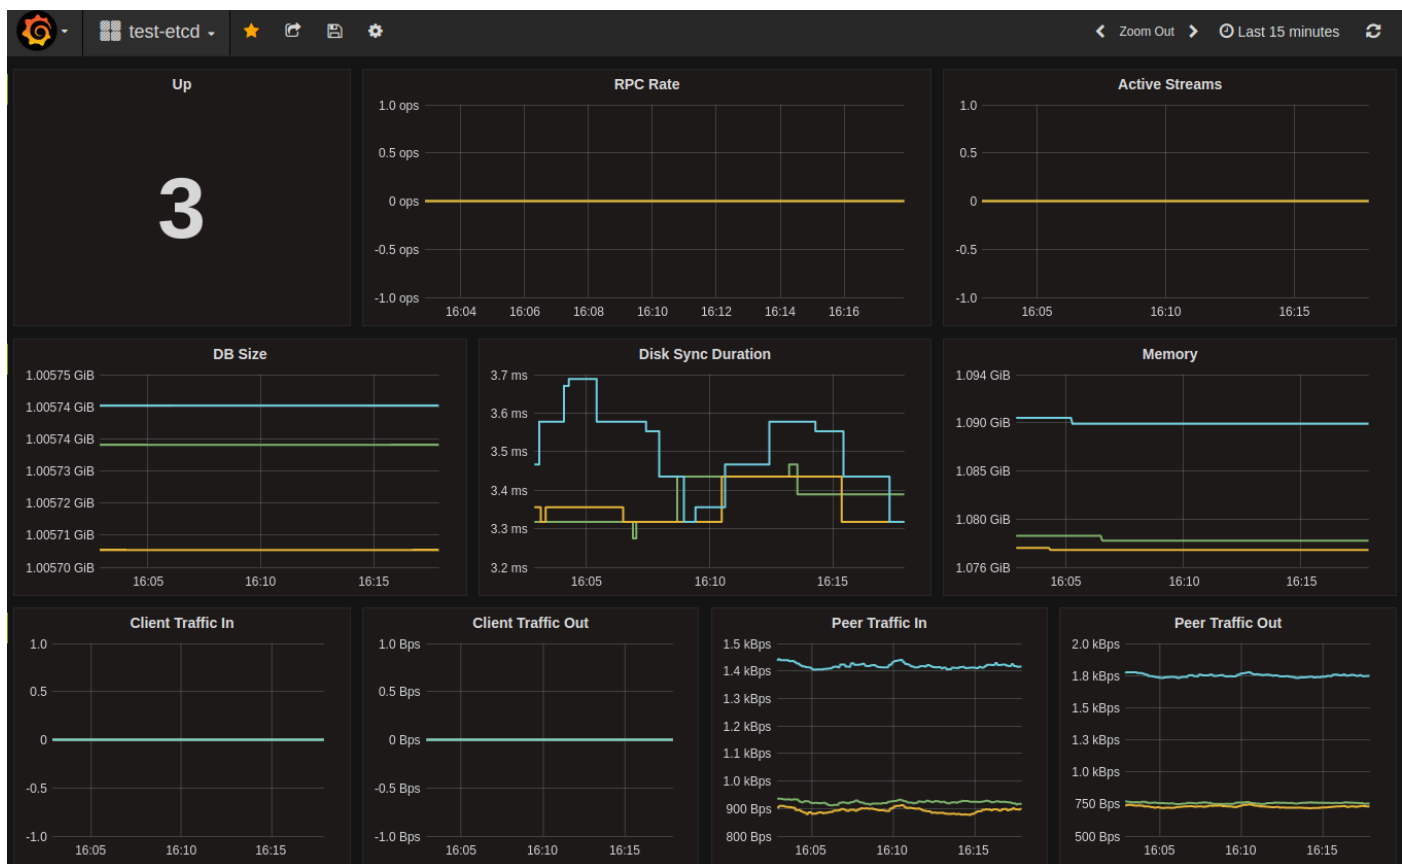 test-etcd
Zoom Out
Last 15 minutes
Up
3
RPC Rate
1.0 ops
0.5 ops
0 ops
-0.5 ops
-1.0 ops
16:04 16:06 16:08 16:10 16:12 16:14 16:16
Active Streams
1.0
0.5
0
-0.5
-1.0
16:05 16:10 16:15
DB Size
1.00575 GiB
1.00574 GiB
1.00574 GiB
1.00573 GiB
1.00572 GiB
1.00571 GiB
1.00570 GiB
16:05 16:10 16:15
Disk Sync Duration
3.7 ms
3.6 ms
3.5 ms
3.4 ms
3.3 ms
3.2 ms
16:05 16:10 16:15
Memory
1.094 GiB
1.090 GiB
1.085 GiB
1.080 GiB
1.076 GiB
16:05 16:10 16:15
Client Traffic In
1.0
0.5
0
-0.5
-1.0
16:05 16:10 16:15
Client Traffic Out
1.0 Bps
0.5 Bps
0 Bps
-0.5 Bps
-1.0 Bps
16:05 16:10 16:15
Peer Traffic In
1.5 kBps
1.4 kBps
1.3 kBps
1.2 kBps
1.1 kBps
1.0 kBps
900 Bps
800 Bps
16:05 16:10 16:15
Peer Traffic Out
2.0 kBps
1.8 kBps
1.5 kBps
1.3 kBps
1.0 kBps
750 Bps
500 Bps
16:05 16:10 16:15